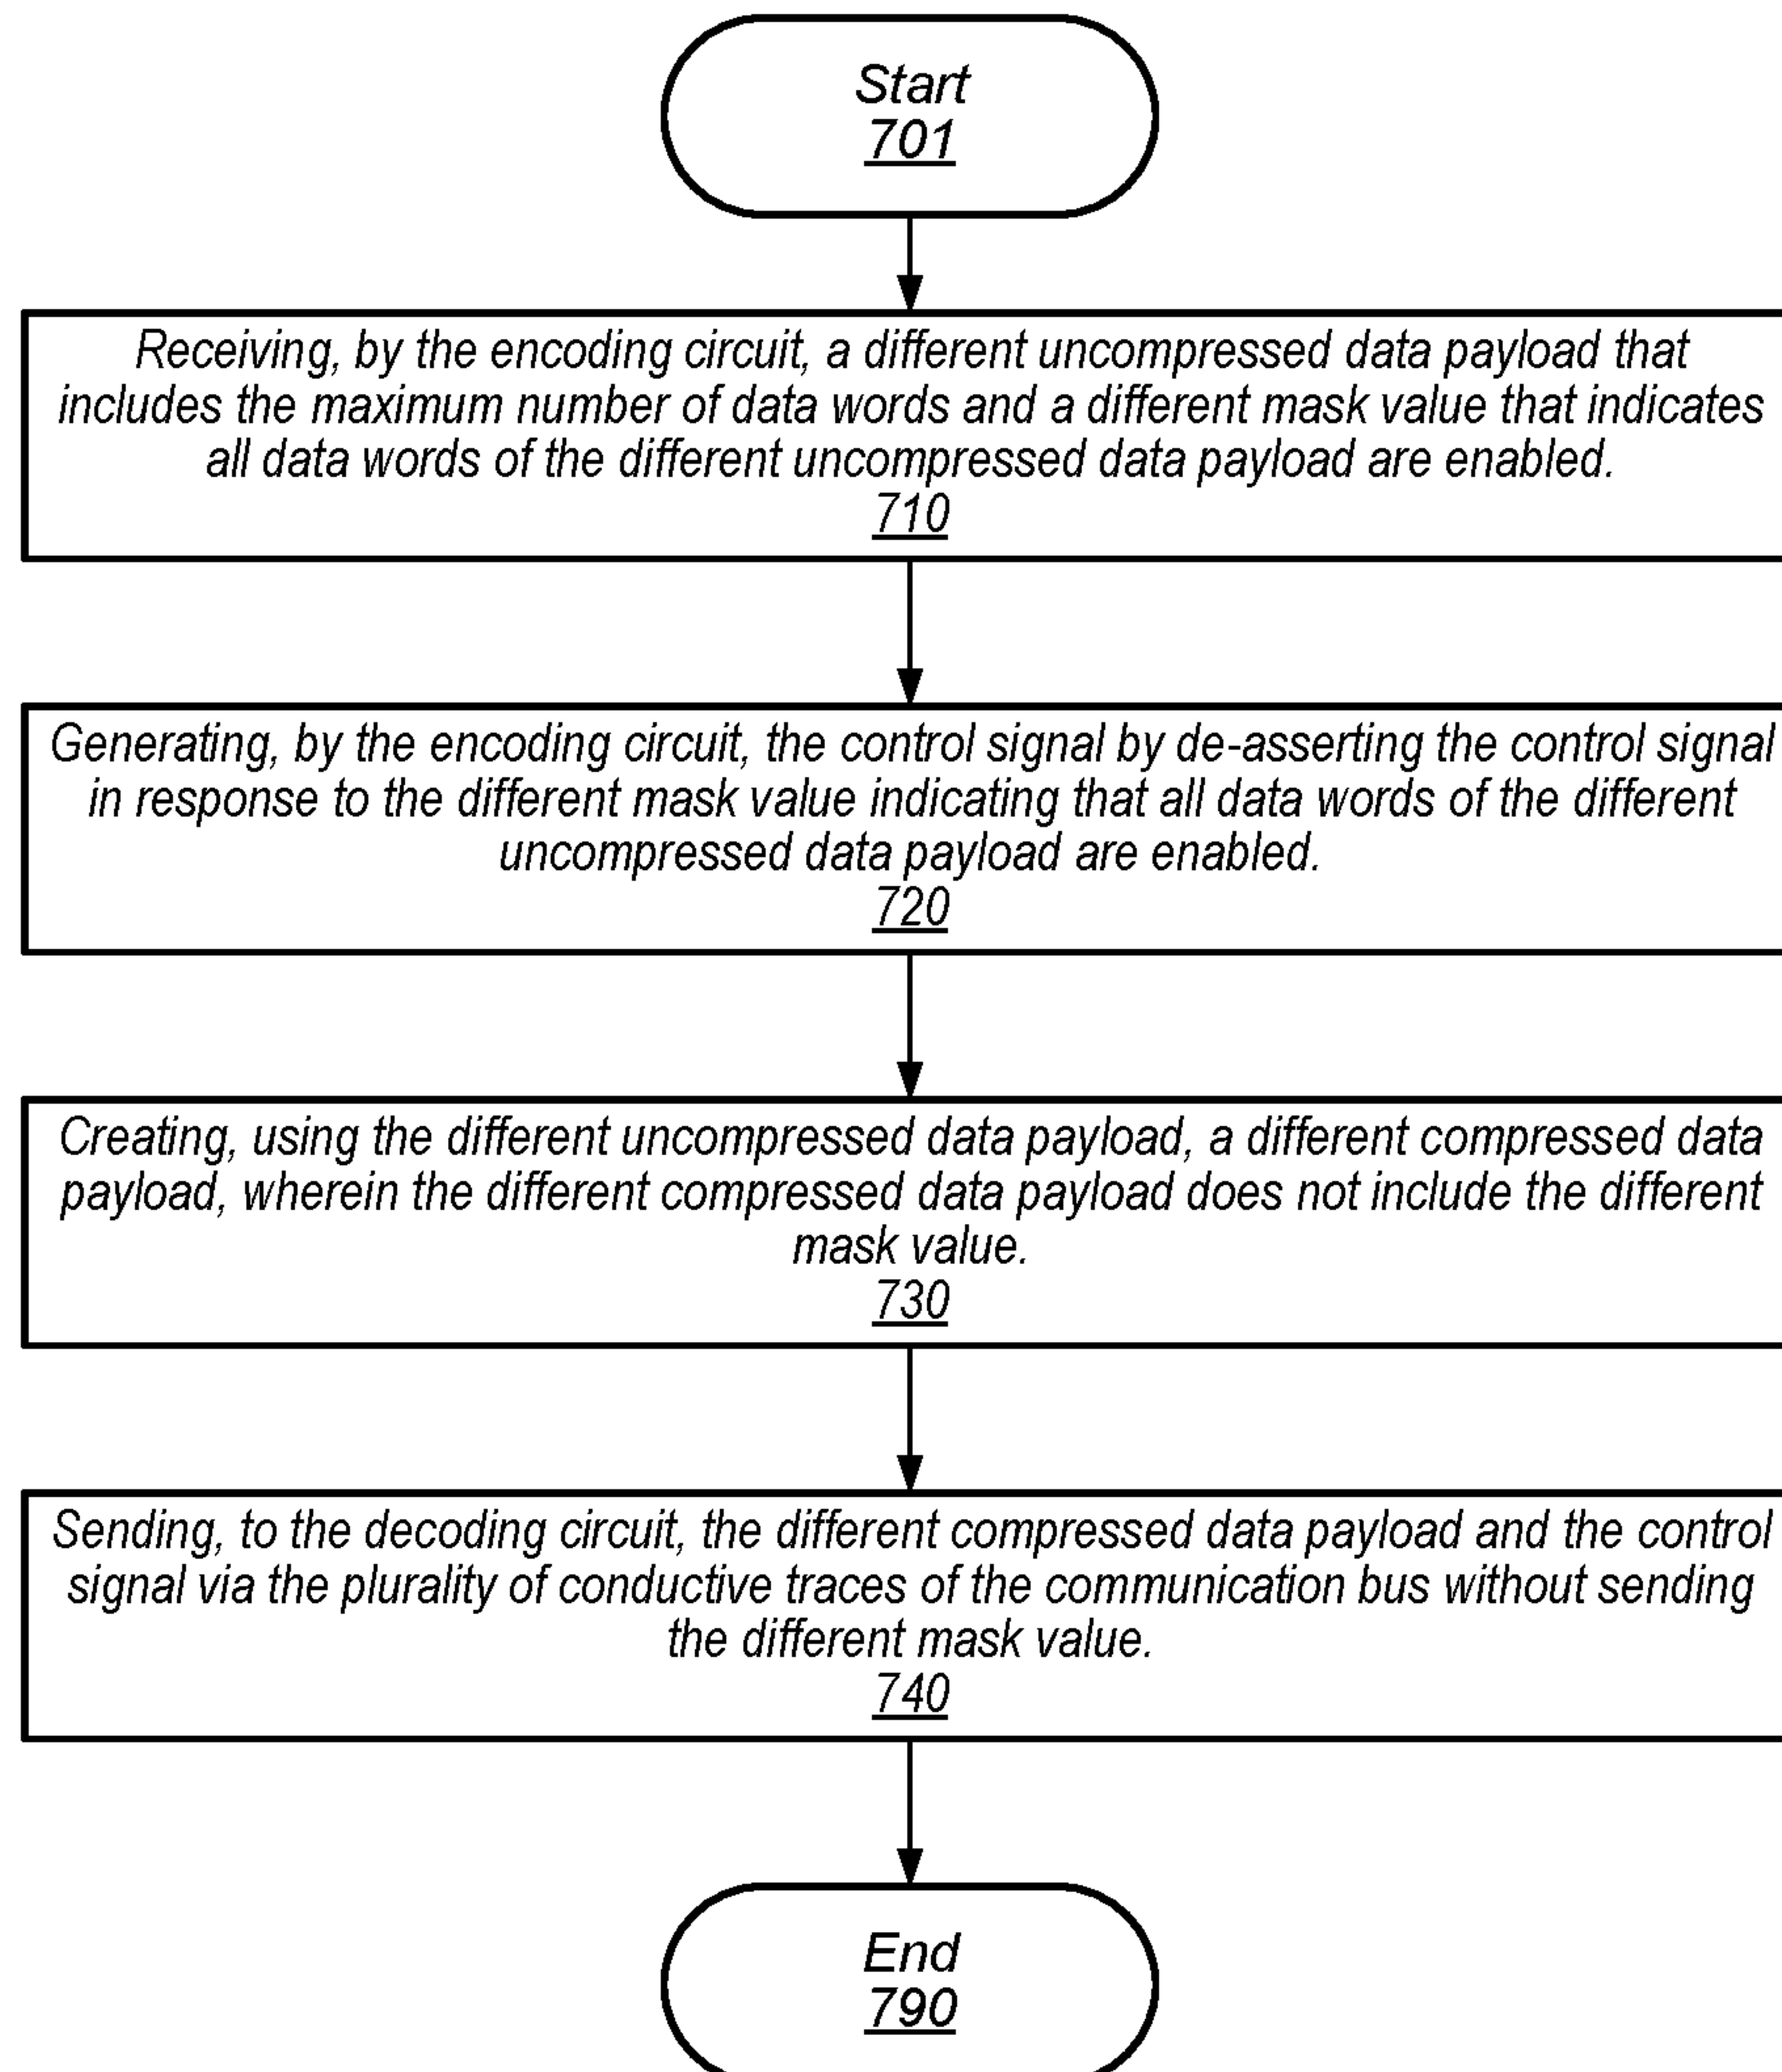 Start
701
Receiving, by the encoding circuit, a different uncompressed data payload that
includes the maximum number of data words and a different mask value that indicates
all data words of the different uncompressed data payload are enabled.
710
Generating, by the encoding circuit, the control signal by de-asserting the control signal
in response to the different mask value indicating that all data words of the different
uncompressed data payload are enabled.
720
Creating, using the different uncompressed data payload, a different compressed data
payload, wherein the different compressed data payload does not include the different
mask value.
730
Sending, to the decoding circuit, the different compressed data payload and the control
signal via the plurality of conductive traces of the communication bus without sending
the different mask value.
740
End
790